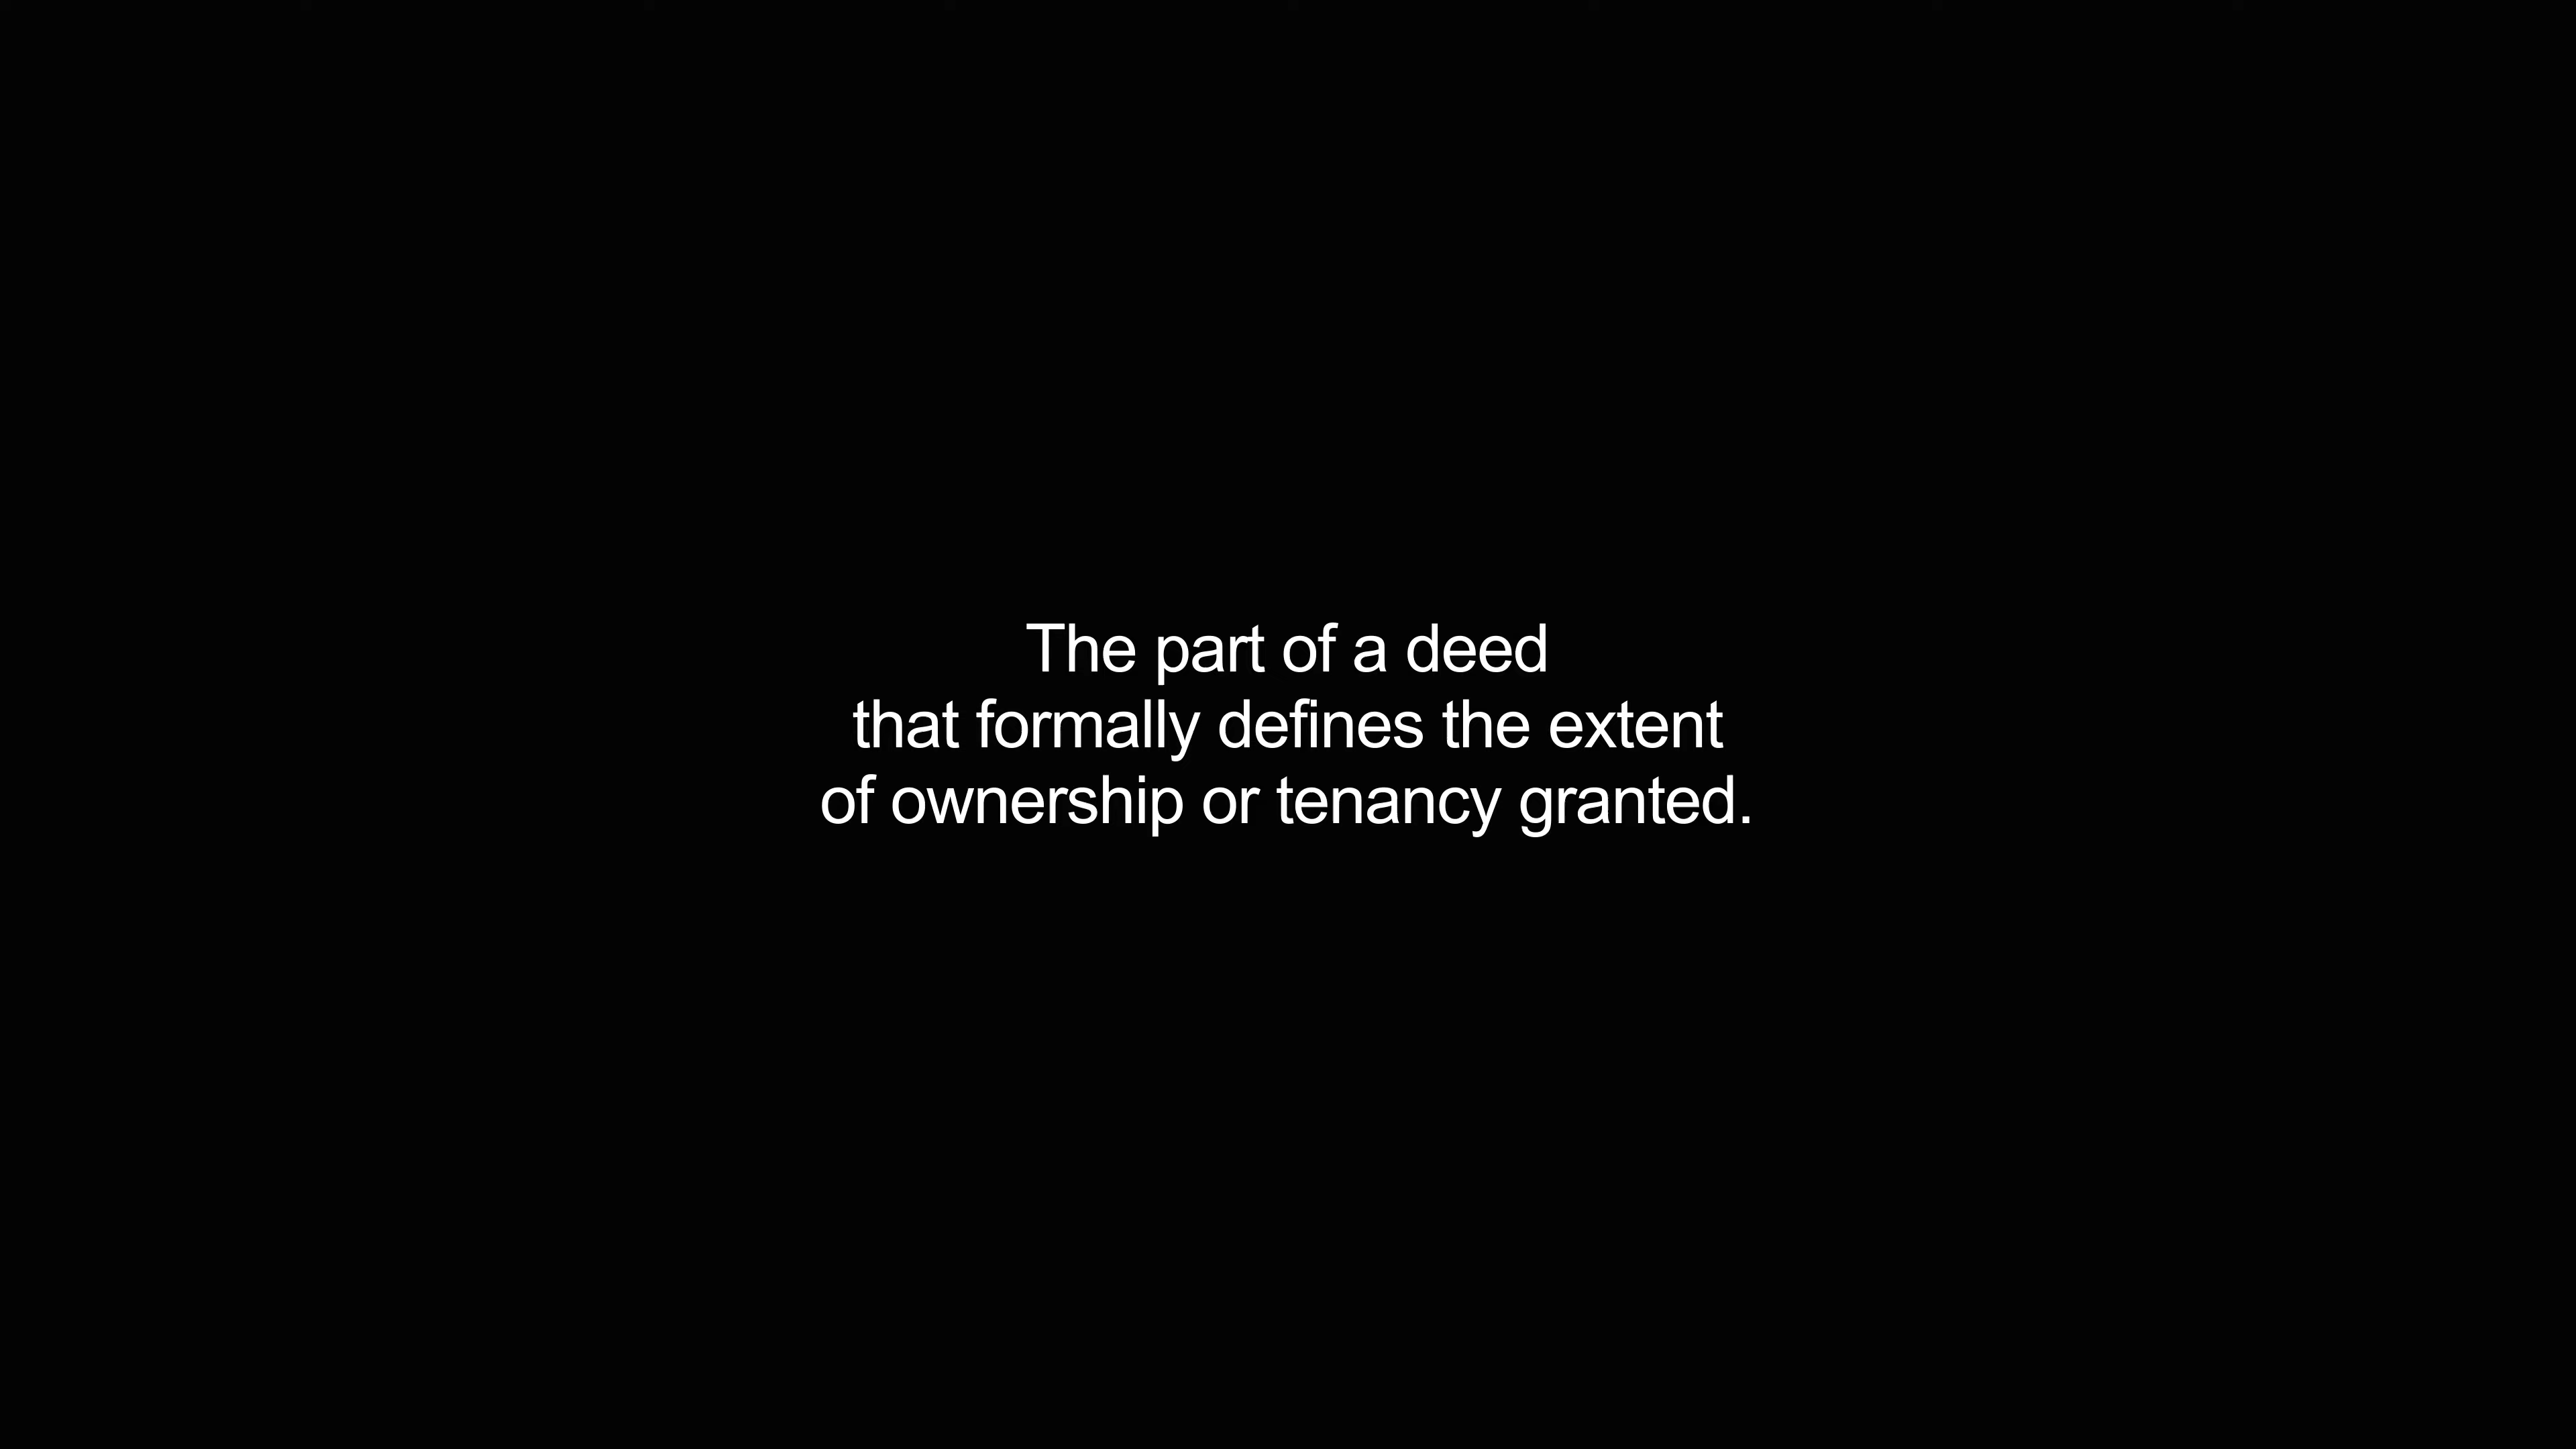 The part of a deed
that formally defines the extent
of ownership or tenancy granted.